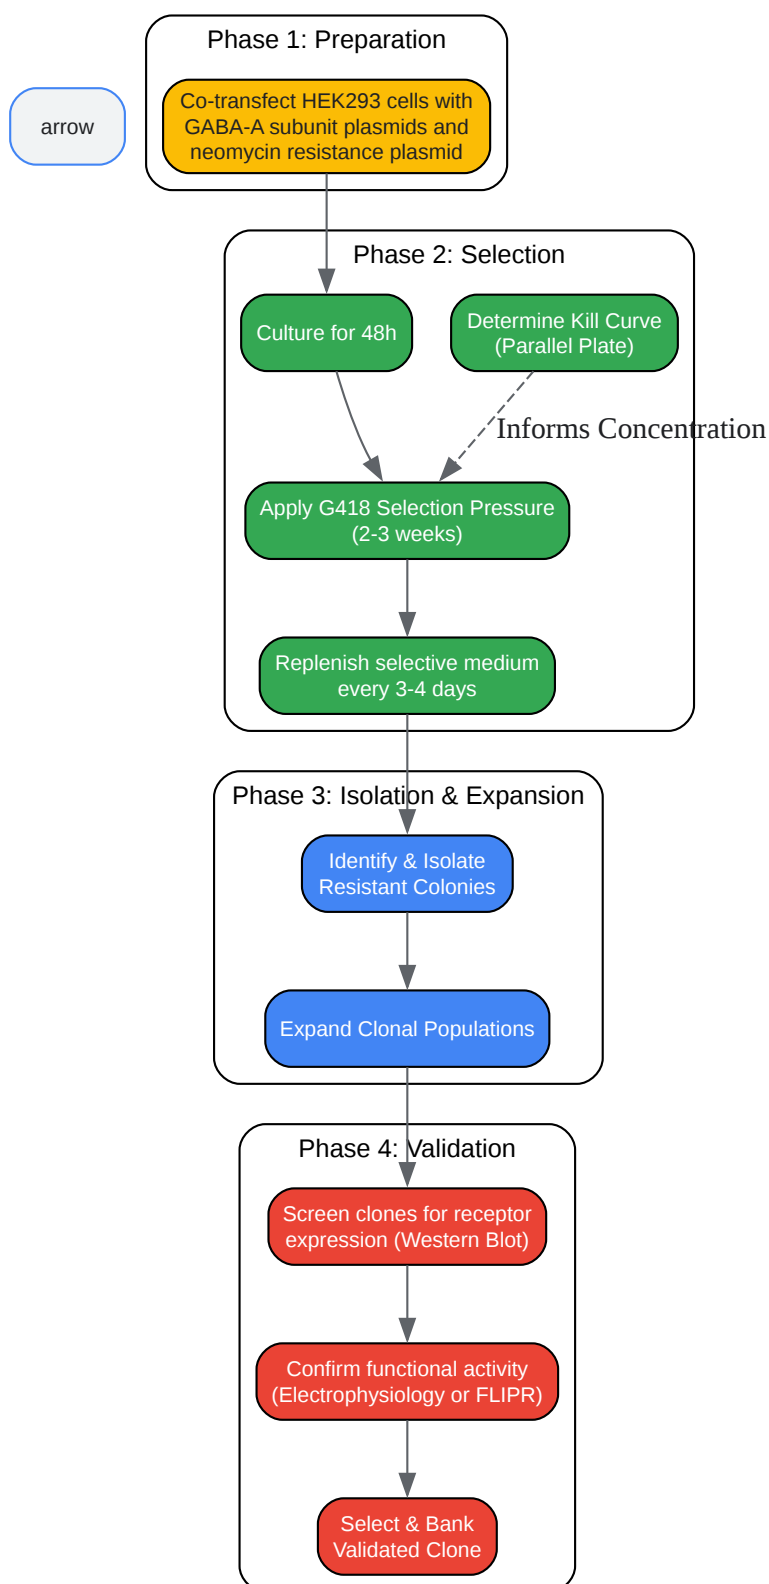 Phase 1: Preparation
arrow
Co-transfect HEK293 cells with
GABA-A subunit plasmids and
neomycin resistance plasmid
Phase 2: Selection
Culture for 48h
Determine Kill Curve
(Parallel Plate)
Informs Concentration
Apply G418 Selection Pressure
(2-3 weeks)
Replenish selective medium
every 3-4 days
Phase 3: Isolation & Expansion
Identify & Isolate
Resistant Colonies
Expand Clonal Populations
Phase 4: Validation
Screen clones for receptor
expression (Western Blot)
Confirm functional activity
(Electrophysiology or FLIPR)
Select & Bank
Validated Clone